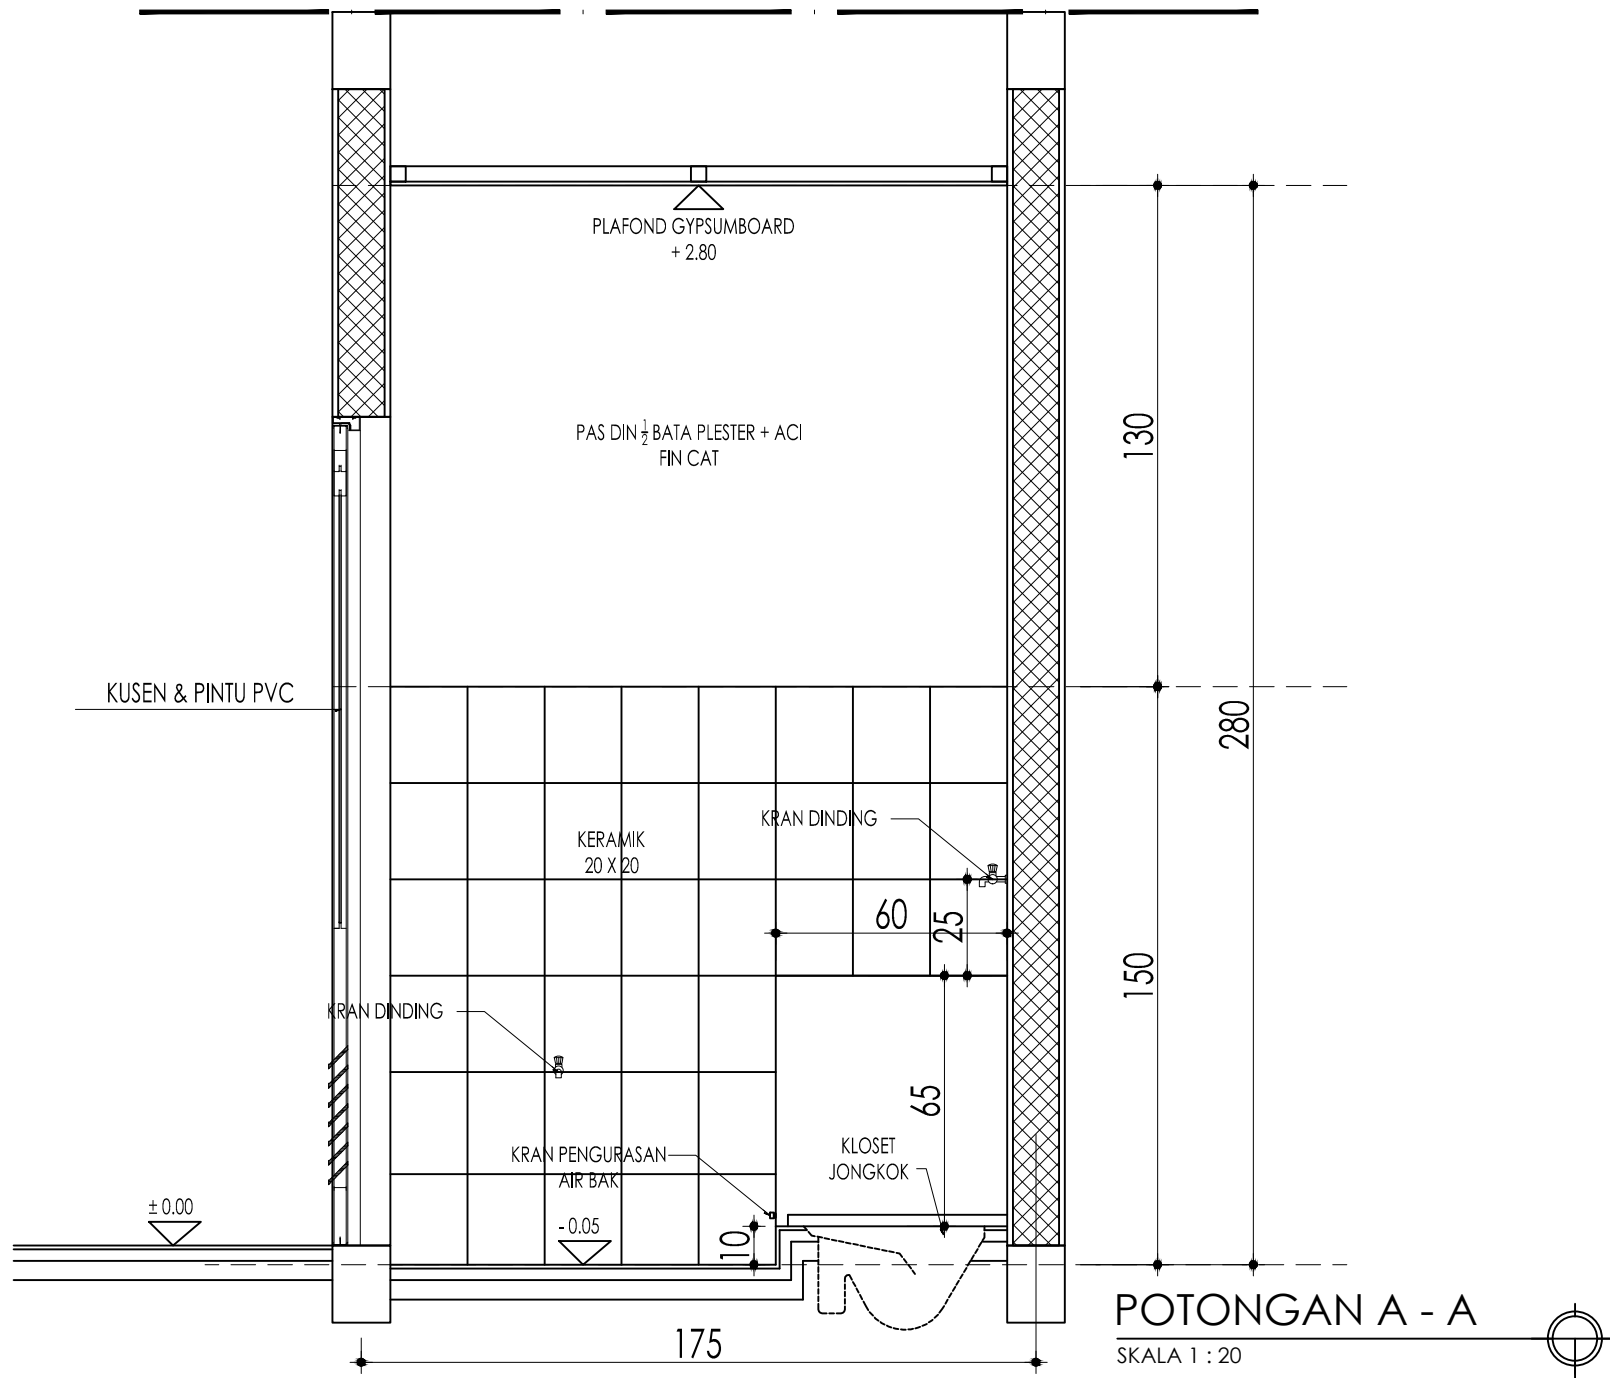 PLAFOND GYPSUMBOARD
+ 2.80
PAS DIN ½ BATA PLESTER + ACI
FIN CAT
130
KUSEN & PINTU PVC
280
KRAN DINDING
KERAMIK
20 X 20
60
25
150
KRAN DINDING
65
KLOSET
JONGKOK
KRAN PENGURASAN
AIR BAK
± 0.00
- 0.05
10
175
POTONGAN A - A
SKALA 1 : 20